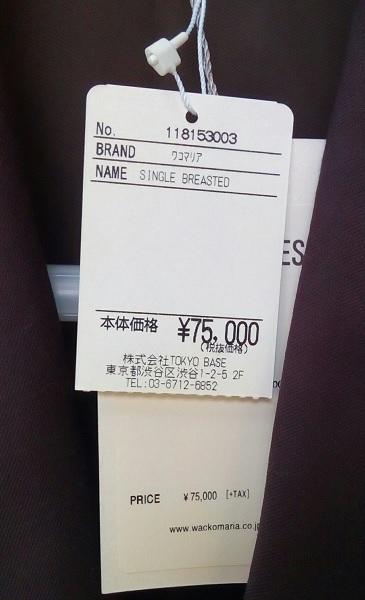 No. 118153003
BRAND ワコマリア
NAME SINGLE BREASTED
本体価格 ¥75,000
(税抜価格)
株式会社TOKYO BASE
東京都渋谷区渋谷1-2-5 2F
TEL:03-6712-6852
ES
PRICE ¥75,000 [+TAX]
www.wackomaria.co.j